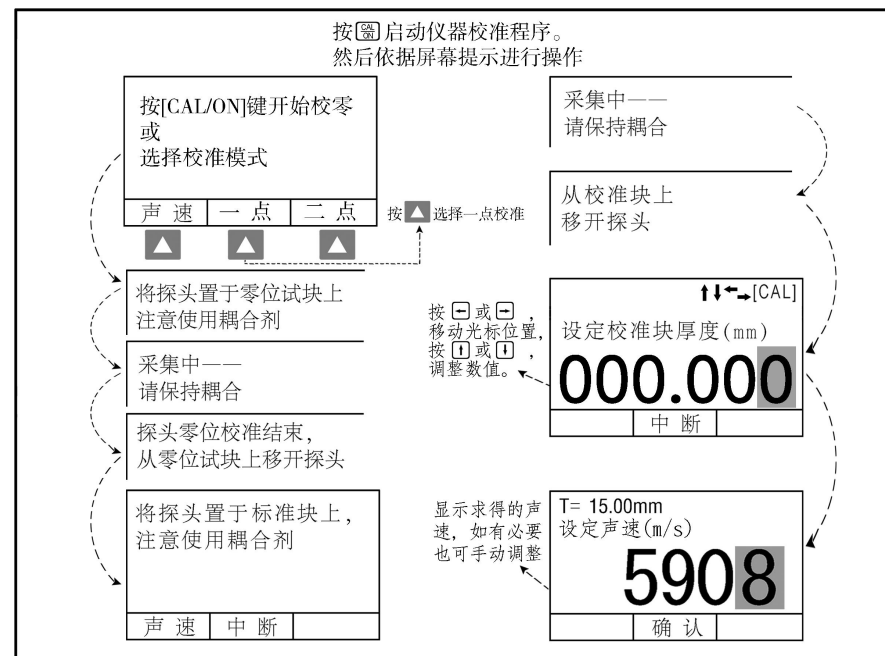 按CAL/ON启动仪器校准程序。
然后依据屏幕提示进行操作
按[CAL/ON]键开始校零
或
选择校准模式
声速 一点 二点
按▲选择一点校准
将探头置于零位试块上
注意使用耦合剂
采集中——
请保持耦合
探头零位校准结束，
从零位试块上移开探头
将探头置于标准块上，
注意使用耦合剂
声速 中断
采集中——
请保持耦合
从校准块上
移开探头
按←或→，
移动光标位置，
按↑或↓，
调整数值。
↑↓←→[CAL]
设定校准块厚度(mm)
000.000
中断
显示求得的声
速，如有必要
也可手动调整
T= 15.00mm
设定声速(m/s)
5908
确认